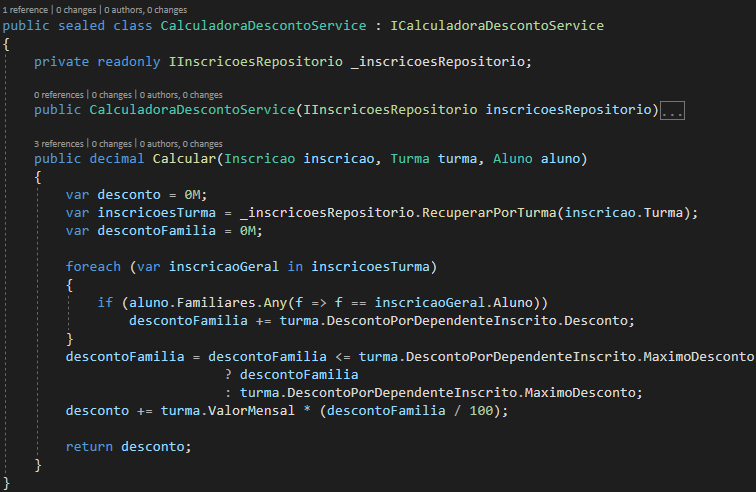 1 reference | 0 changes | 0 authors, 0 changes
public sealed class CalculadoraDescontoService : ICalculadoraDescontoService
{
private readonly IInscricoesRepositorio _inscricoesRepositorio;
0 references | 0 changes | 0 authors, 0 changes
public CalculadoraDescontoService(IInscricoesRepositorio inscricoesRepositorio)...
3 references | 0 changes | 0 authors, 0 changes
public decimal Calcular(Inscricao inscricao, Turma turma, Aluno aluno)
{
var desconto = 0M;
var inscricoesTurma = _inscricoesRepositorio.RecuperarPorTurma(inscricao.Turma);
var descontoFamilia = 0M;
foreach (var inscricaoGeral in inscricoesTurma)
{
if (aluno.Familiares.Any(f => f == inscricaoGeral.Aluno))
descontoFamilia += turma.DescontoPorDependenteInscrito.Desconto;
}
descontoFamilia = descontoFamilia <= turma.DescontoPorDependenteInscrito.MaximoDesconto
? descontoFamilia
: turma.DescontoPorDependenteInscrito.MaximoDesconto;
desconto += turma.ValorMensal * (descontoFamilia / 100);
return desconto;
}
}